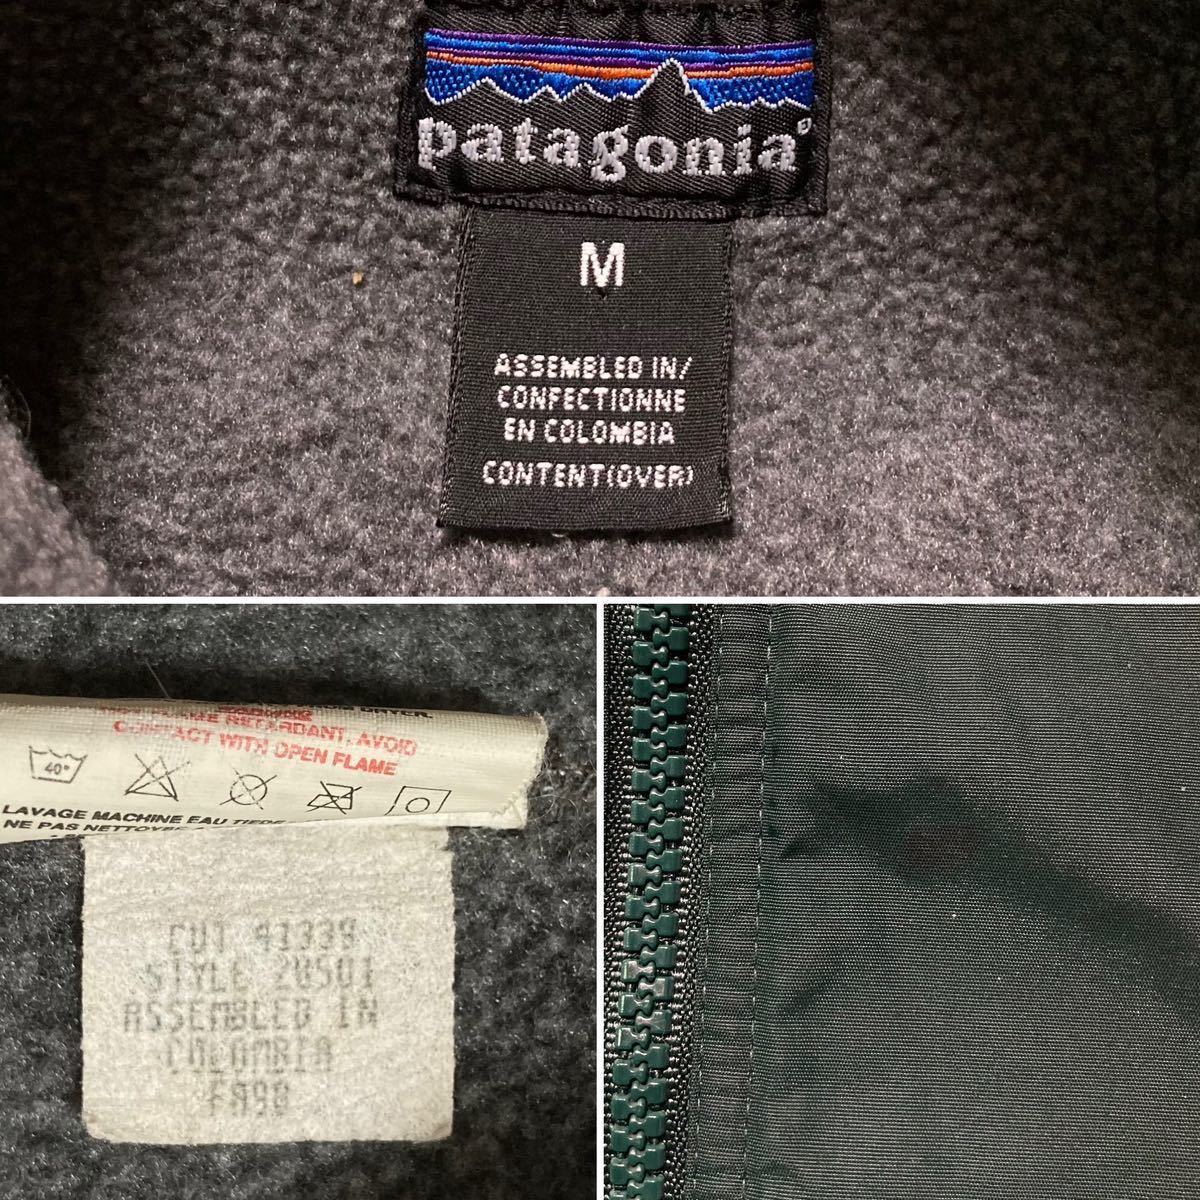 patagonia®
M
ASSEMBLED IN/
CONFECTIONNE
EN COLOMBIA
CONTENT(OVER)
DRYER.
RETARDANT. AVOID
CONTACT WITH OPEN FLAME
40°
LAVAGE MACHINE EAU TIEDE
NE PAS NETTOYER A
CUT 41339
STYLE 28501
ASSEMBLED IN
COLOMBIA
FA98